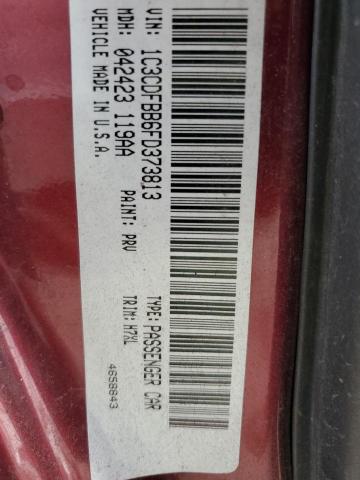 VIN: 1C3CDFBB6FD373813 TYPE: PASSENGER CAR
MDH: 042423 119AA PAINT: PRV TRIM: H7XL
VEHICLE MADE IN U.S.A. 4658843